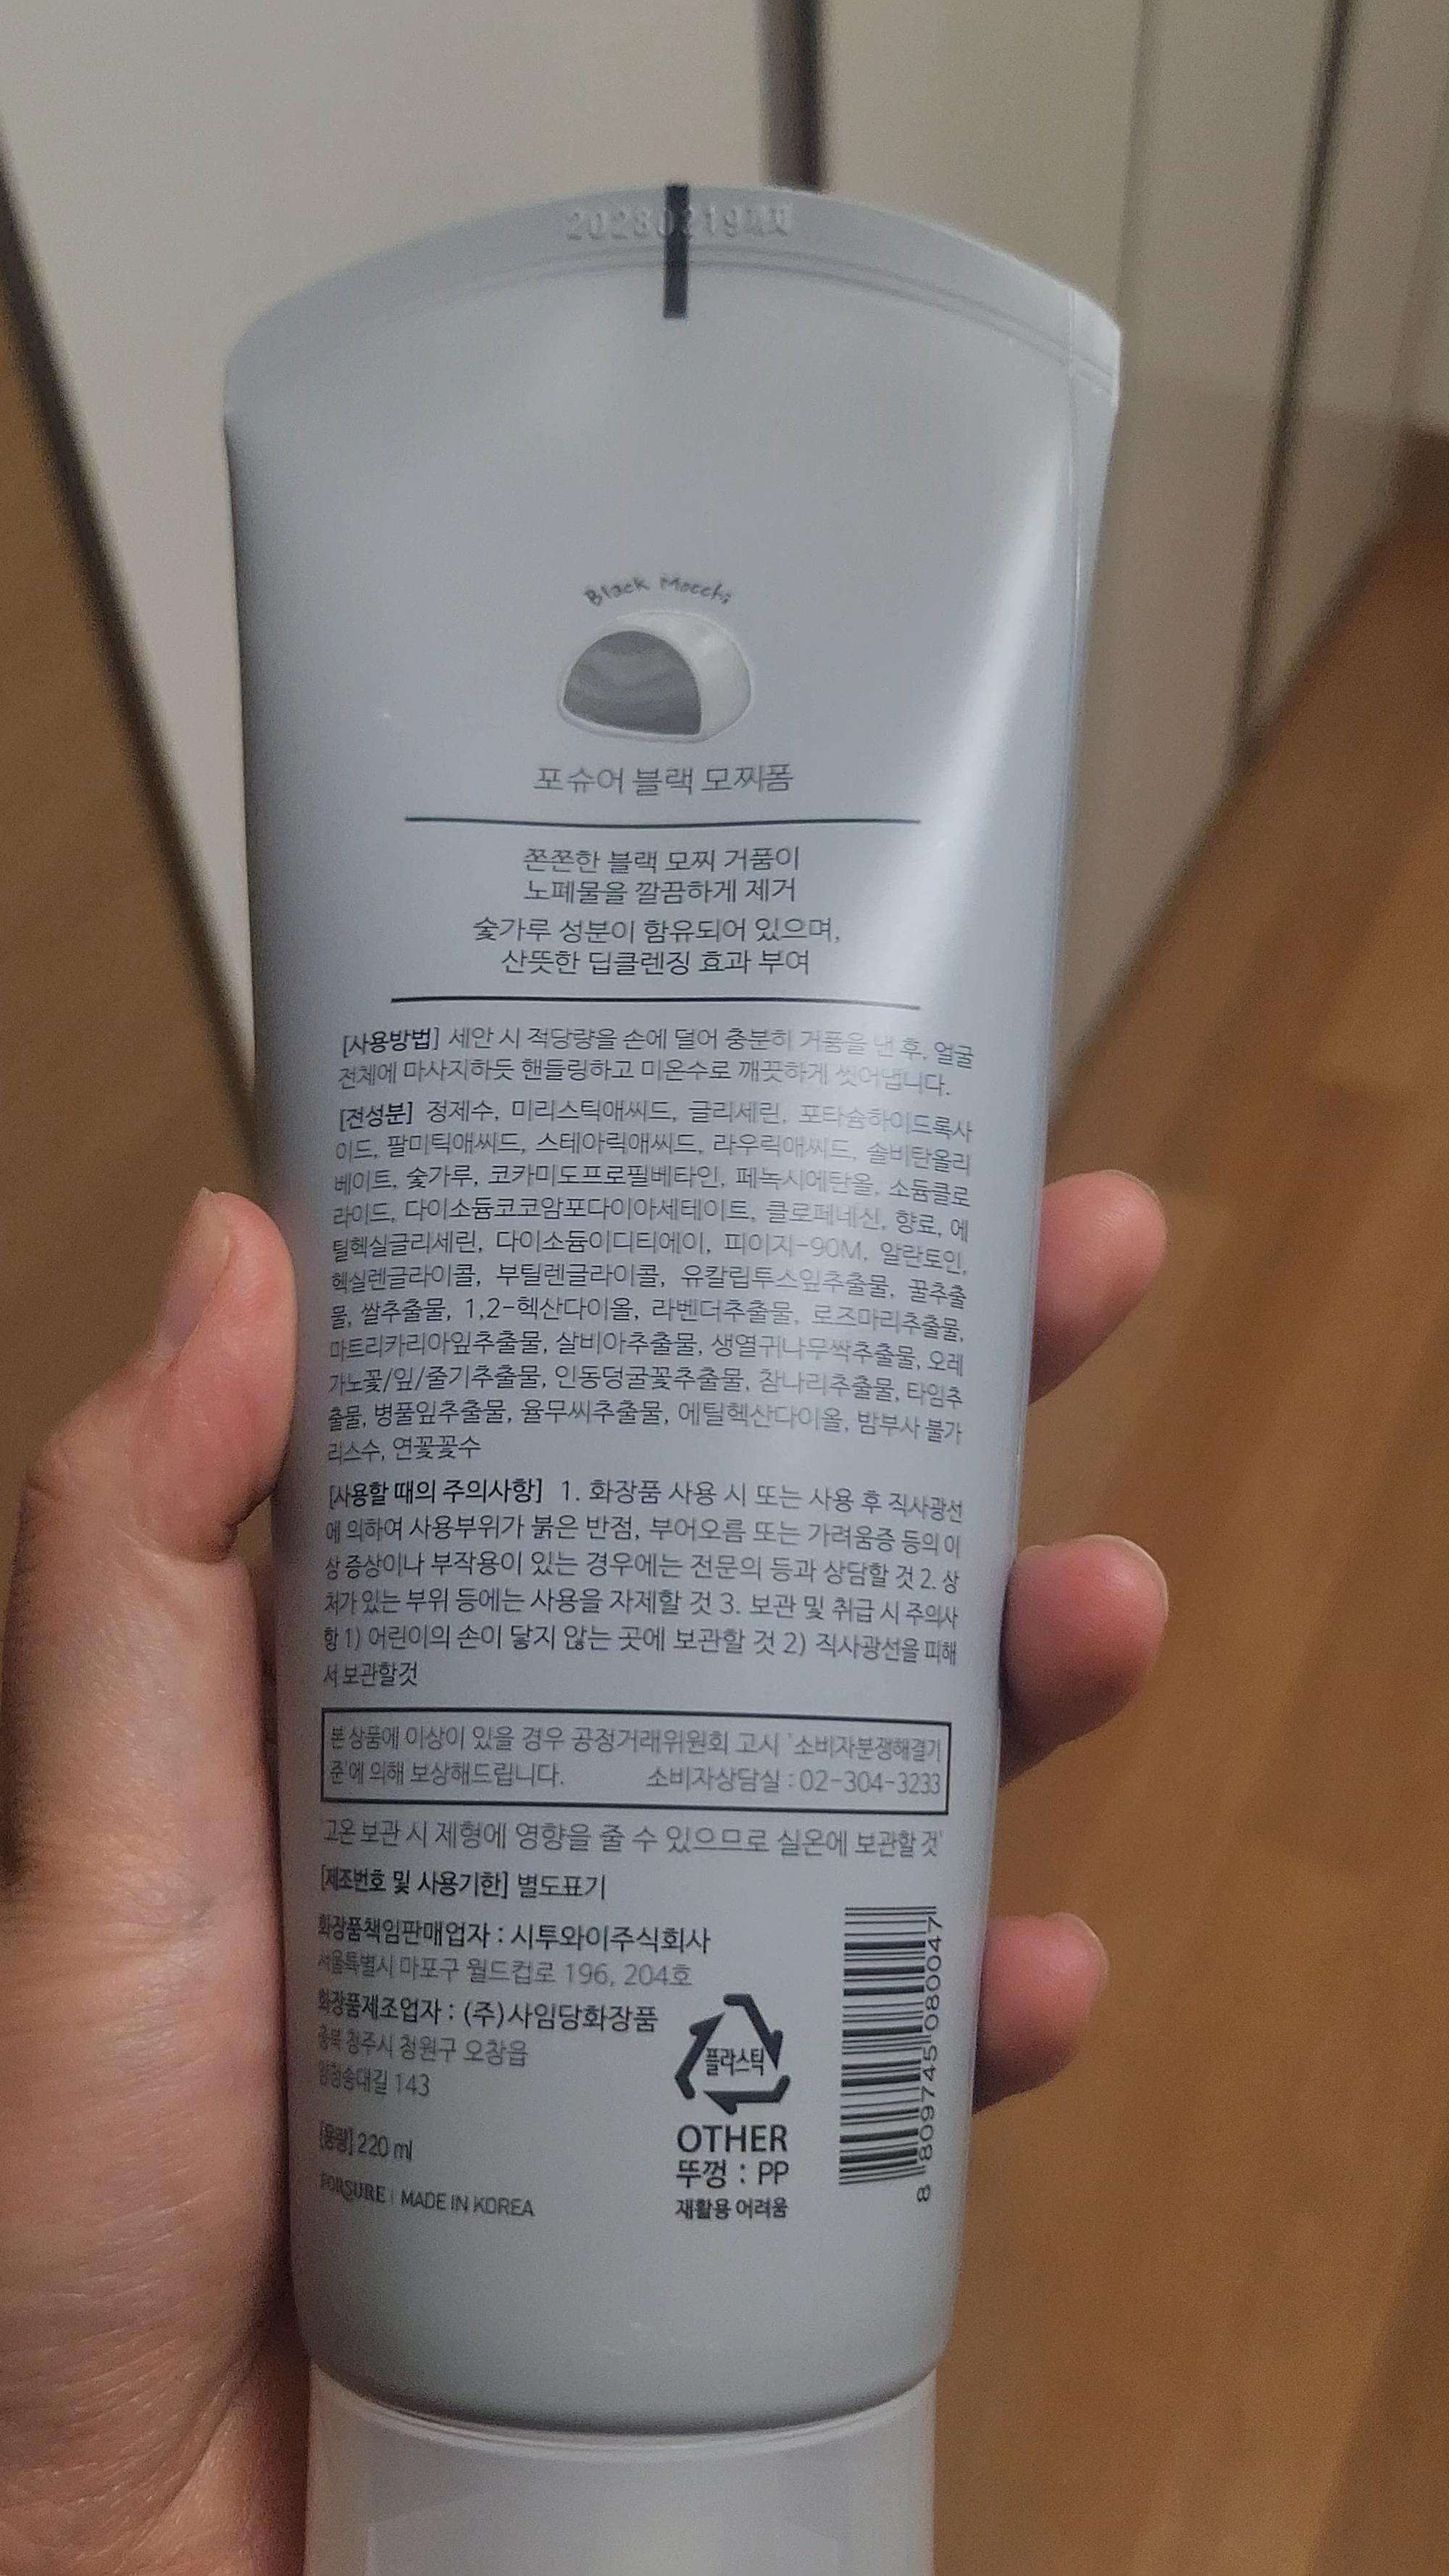 20280219까지
Black Mocchi
포슈어 블랙 모찌폼
쫀쫀한 블랙 모찌 거품이
노폐물을 깔끔하게 제거
숯가루 성분이 함유되어 있으며,
산뜻한 딥클렌징 효과 부여
[사용방법] 세안 시 적당량을 손에 덜어 충분히 거품을 낸 후, 얼굴
전체에 마사지하듯 핸들링하고 미온수로 깨끗하게 씻어냅니다.
[전성분] 정제수, 미리스틱애씨드, 글리세린, 포타슘하이드록사
이드, 팔미틱애씨드, 스테아릭애씨드, 라우릭애씨드, 솔비탄올리
베이트, 숯가루, 코카미도프로필베타인, 페녹시에탄올, 소듐클로
라이드, 다이소듐코코암포다이아세테이트, 클로페네신, 향료, 에
틸헥실글리세린, 다이소듐이디티에이, 피이지-90M, 알란토인,
헥실렌글라이콜, 부틸렌글라이콜, 유칼립투스잎추출물, 꿀추출
물, 쌀추출물, 1,2-헥산다이올, 라벤더추출물, 로즈마리추출물,
마트리카리아잎추출물, 살비아추출물, 생열귀나무싹추출물, 오레
가노꽃/잎/줄기추출물, 인동덩굴꽃추출물, 참나리추출물, 타임추
출물, 병풀잎추출물, 율무씨추출물, 에틸헥산다이올, 밤부사 불가
리스수, 연꽃꽃수
[사용할 때의 주의사항] 1. 화장품 사용 시 또는 사용 후 직사광선
에 의하여 사용부위가 붉은 반점, 부어오름 또는 가려움증 등의 이
상 증상이나 부작용이 있는 경우에는 전문의 등과 상담할 것 2. 상
처가 있는 부위 등에는 사용을 자제할 것 3. 보관 및 취급 시 주의사
항 1) 어린이의 손이 닿지 않는 곳에 보관할 것 2) 직사광선을 피해
서 보관할것
본 상품에 이상이 있을 경우 공정거래위원회 고시 '소비자분쟁해결기
준'에 의해 보상해드립니다. 소비자상담실 : 02-304-3233
'고온 보관 시 제형에 영향을 줄 수 있으므로 실온에 보관할 것'
[제조번호 및 사용기한] 별도표기
화장품책임판매업자 : 시투와이주식회사
서울특별시 마포구 월드컵로 196, 204호
화장품제조업자 : (주)사임당화장품
충북 청주시 청원구 오창읍
양청송대길 143
[용량] 220 ml
FORSURE | MADE IN KOREA
플라스틱
OTHER
뚜껑 : PP
재활용 어려움
8 809745 080047